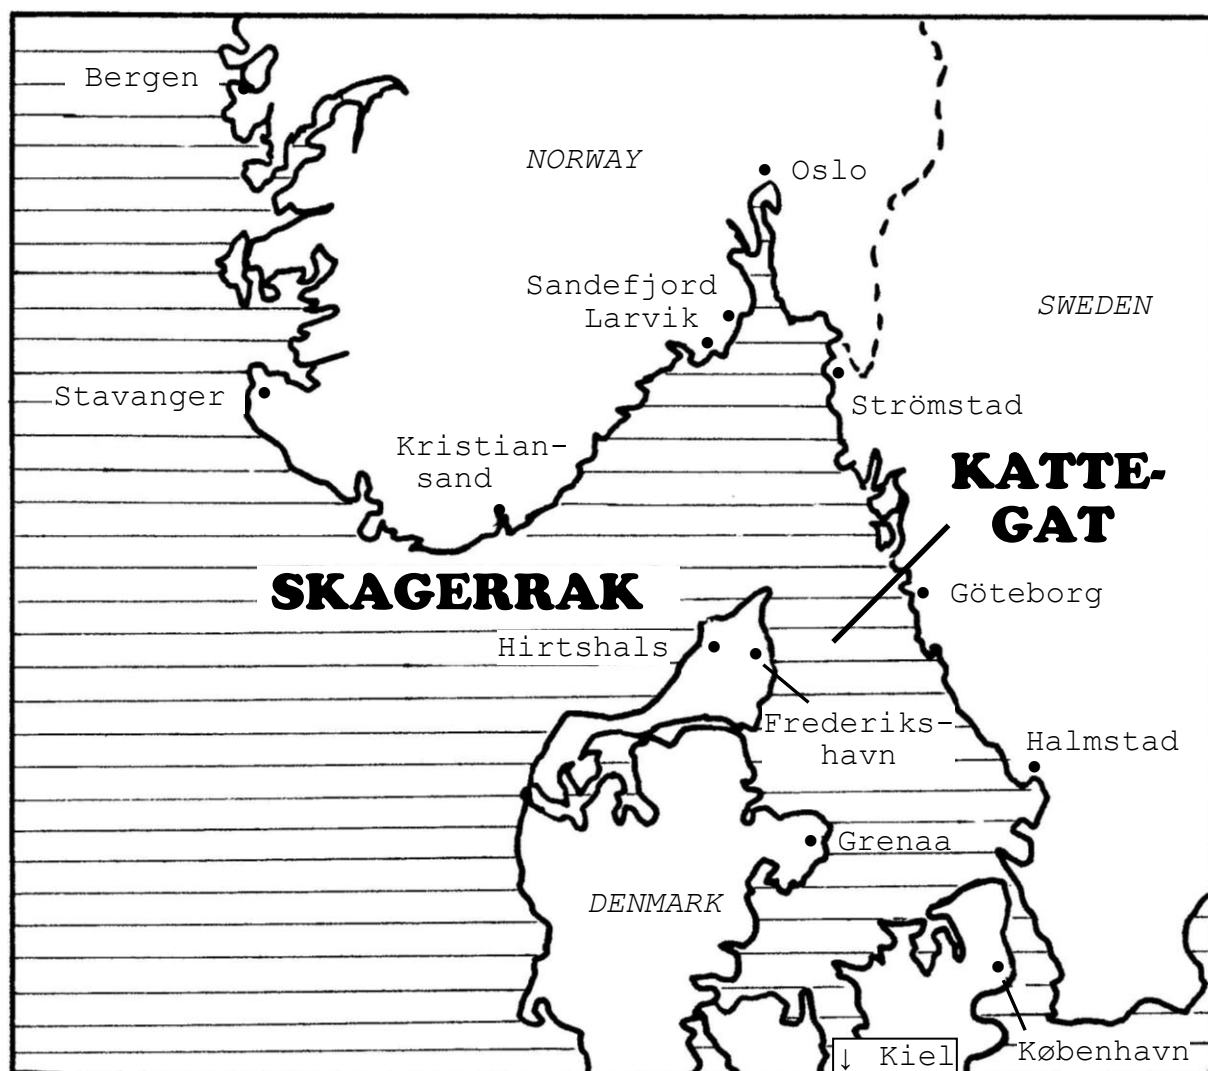 Bergen
NORWAY
Oslo
Sandefjord
Larvik
SWEDEN
Stavanger
Strömstad
Kristian-
sand
KATTE-
GAT
SKAGERRAK
Göteborg
Hirtshals
Frederiks-
havn
Halmstad
Grenaa
DENMARK
↓ Kiel
København